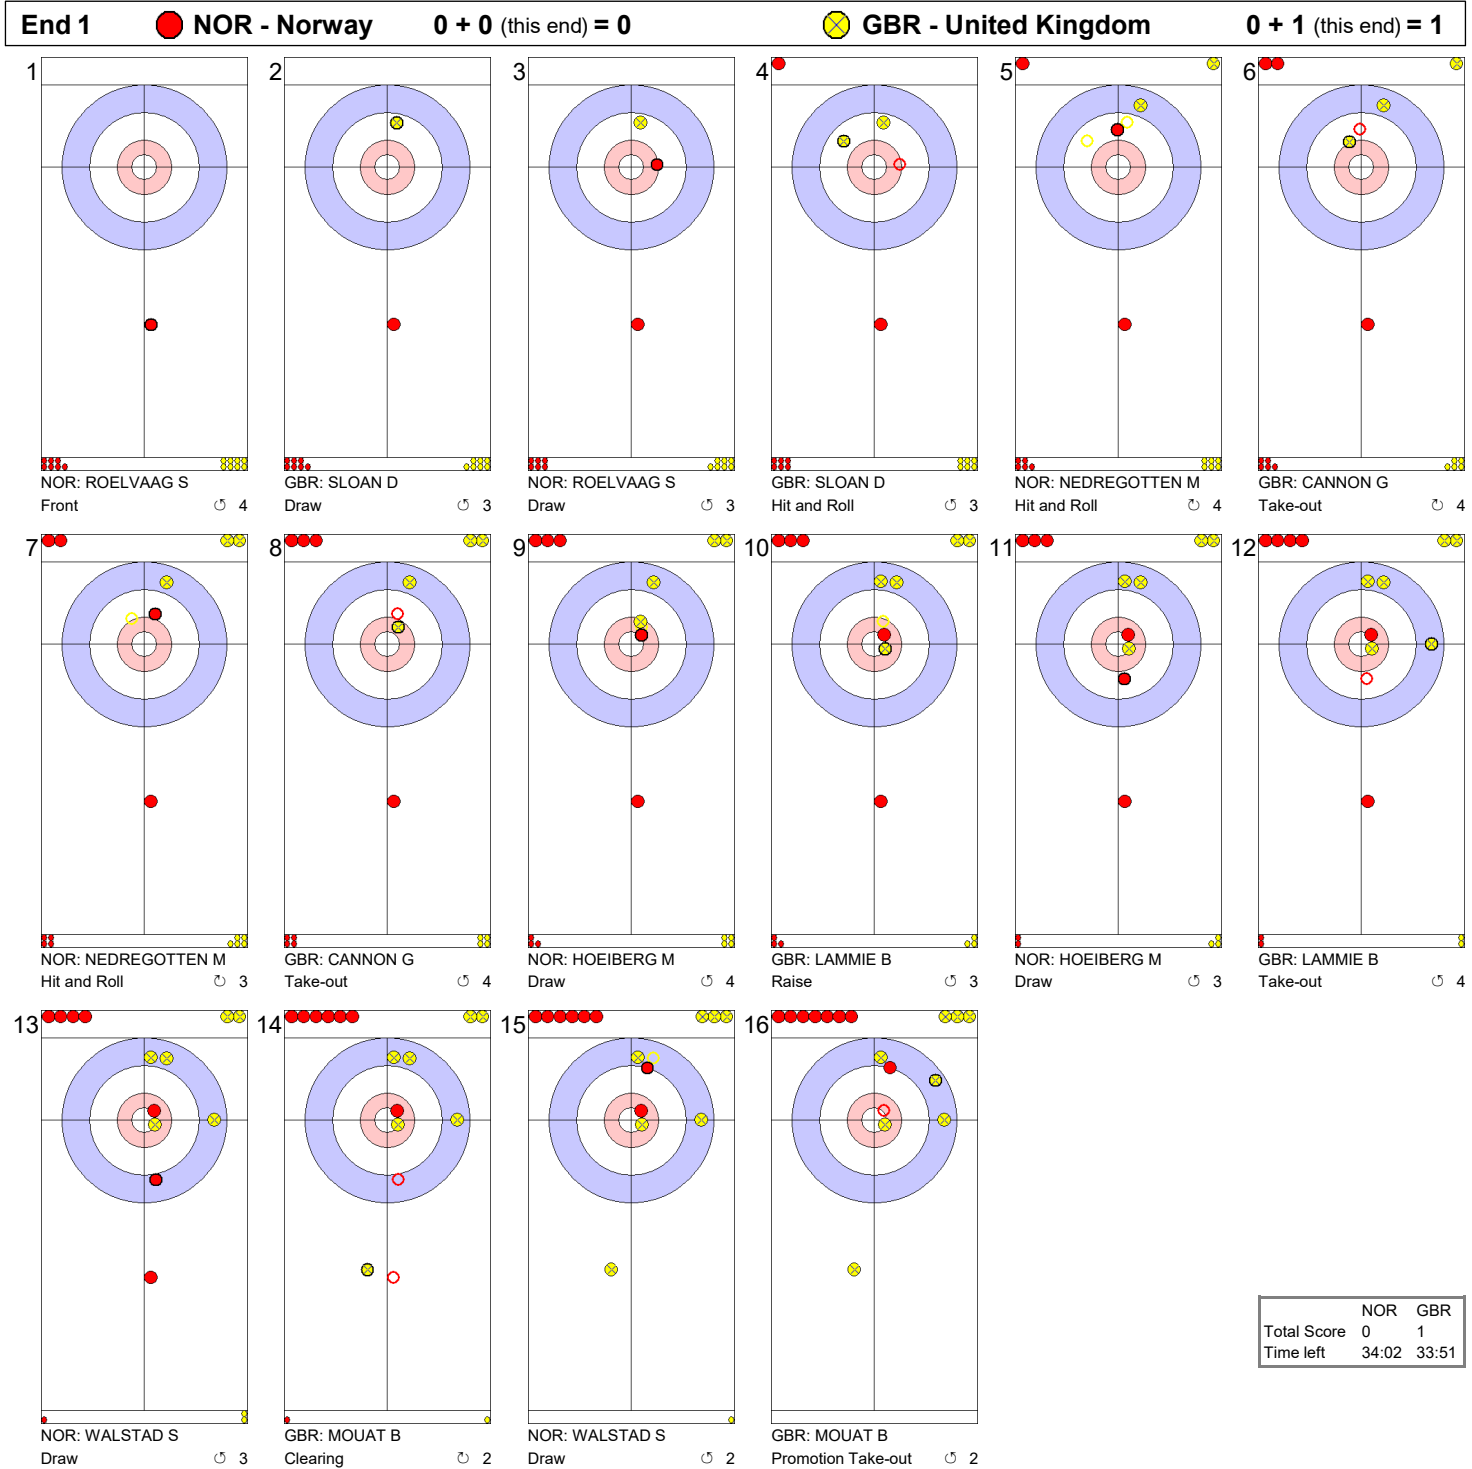 End 1 NOR - Norway 0 + 0 (this end) = 0 GBR - United Kingdom 0 + 1 (this end) = 1
1 2 3 4 5 6
NOR: ROELVAAG S GBR: SLOAN D NOR: ROELVAAG S GBR: SLOAN D NOR: NEDREGOTTEN M GBR: CANNON G
Front ↺ 4 Draw ↺ 3 Draw ↺ 3 Hit and Roll ↺ 3 Hit and Roll ↻ 4 Take-out ↻ 4
7 8 9 10 11 12
NOR: NEDREGOTTEN M GBR: CANNON G NOR: HOEIBERG M GBR: LAMMIE B NOR: HOEIBERG M GBR: LAMMIE B
Hit and Roll ↻ 3 Take-out ↺ 4 Draw ↺ 4 Raise ↺ 3 Draw ↺ 3 Take-out ↺ 4
13 14 15 16
NOR GBR
Total Score 0 1
Time left 34:02 33:51
NOR: WALSTAD S GBR: MOUAT B NOR: WALSTAD S GBR: MOUAT B
Draw ↺ 3 Clearing ↻ 2 Draw ↺ 2 Promotion Take-out ↺ 2